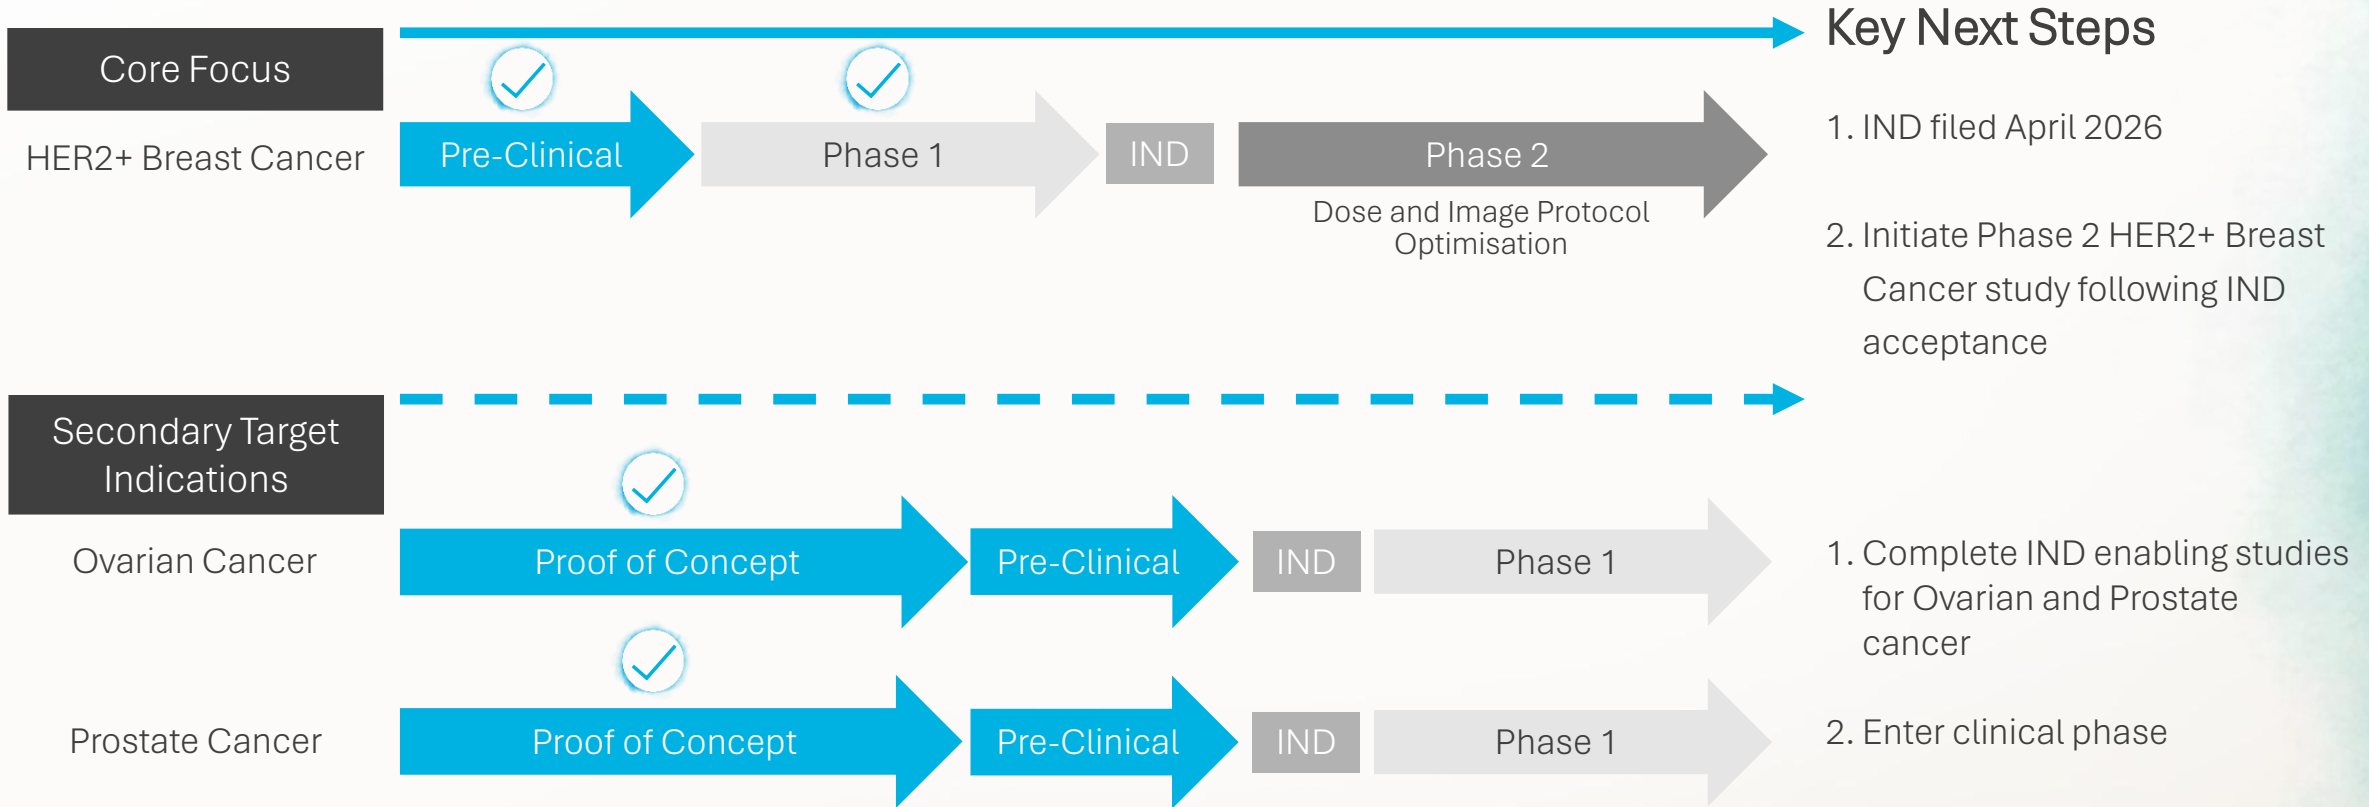 Key Next Steps
Core Focus
HER2+ Breast Cancer
Pre-Clinical
Phase 1
IND
Phase 2
Dose and Image Protocol
Optimisation
1. IND filed April 2026
2. Initiate Phase 2 HER2+ Breast
Cancer study following IND
acceptance
Secondary Target
Indications
Ovarian Cancer
Proof of Concept
Pre-Clinical
IND
Phase 1
1. Complete IND enabling studies
for Ovarian and Prostate
cancer
Prostate Cancer
Proof of Concept
Pre-Clinical
IND
Phase 1
2. Enter clinical phase